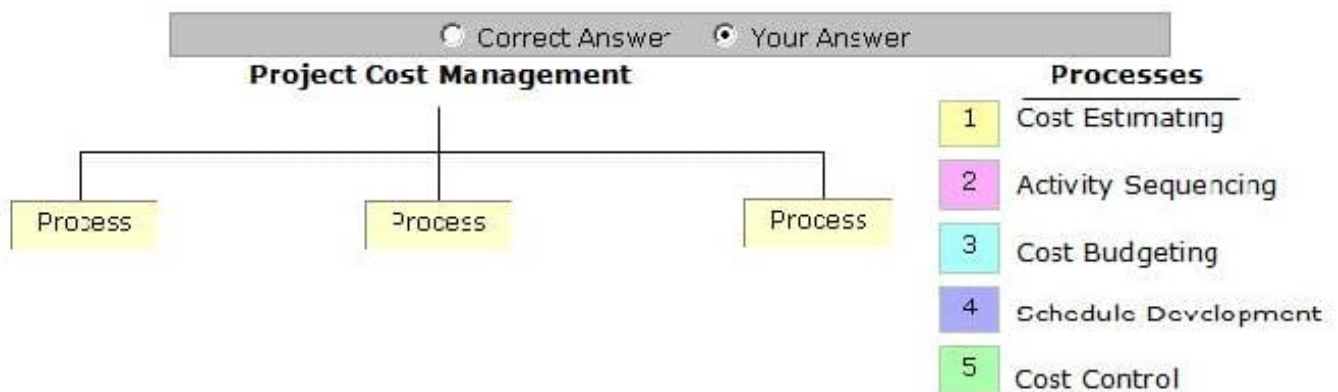 Correct Answer Your Answer
Project Cost Management
Process Process Process
Processes
1 Cost Estimating
2 Activity Sequencing
3 Cost Budgeting
4 Schedule Development
5 Cost Control